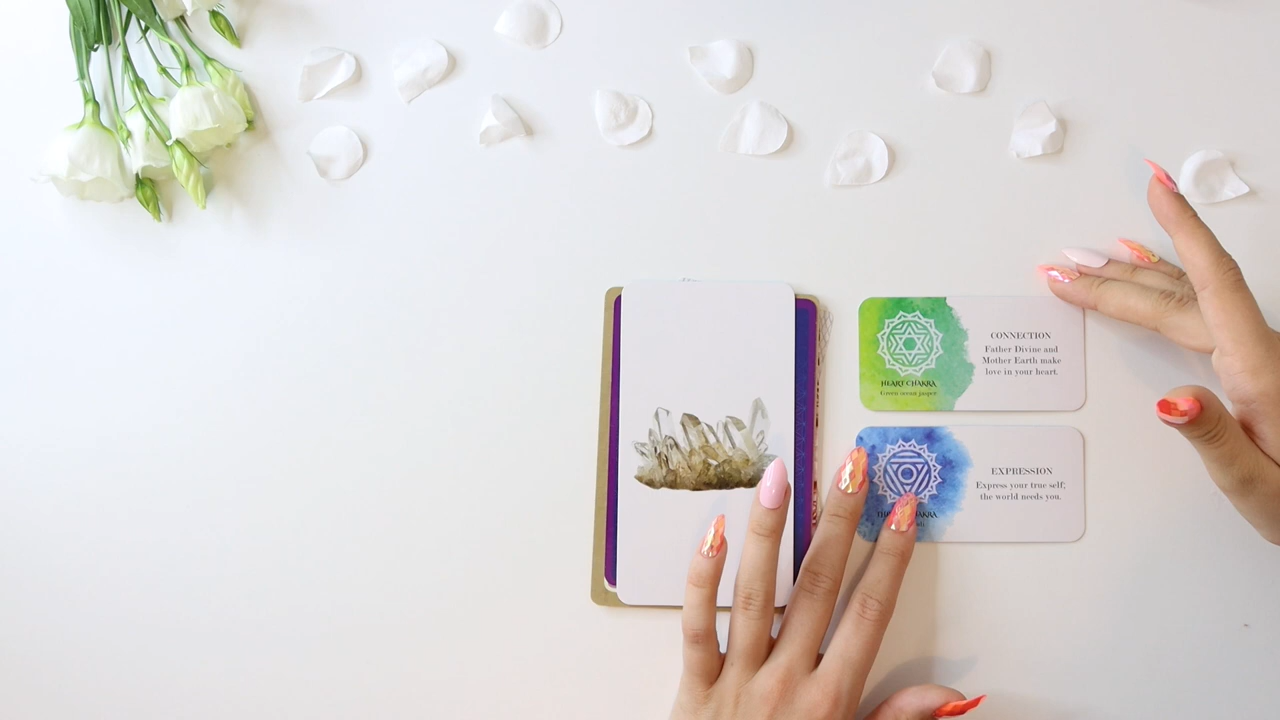 CONNECTION
Father Divine and
Mother Earth make
love in your heart.
HEART CHAKRA
Green ocean jasper
EXPRESSION
Express your true self;
the world needs you.
CHAKRA